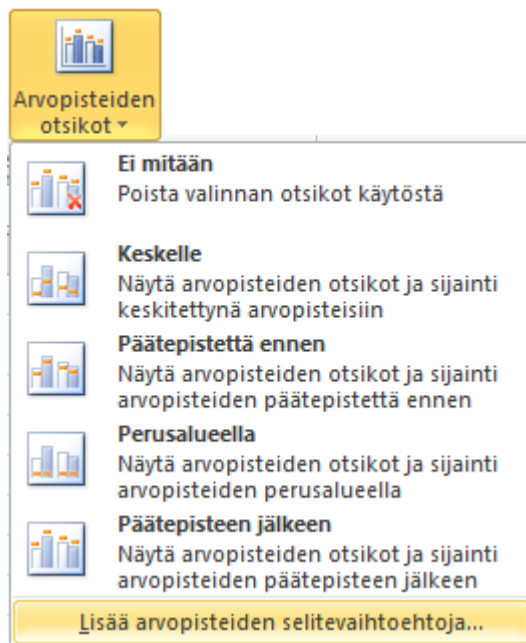 Arvopisteiden
otsikot
Ei mitään
Poista valinnan otsikot käytöstä
Keskelle
Näytä arvopisteiden otsikot ja sijainti
keskitettynä arvopisteisiin
Päätepistettä ennen
Näytä arvopisteiden otsikot ja sijainti
arvopisteiden päätepistettä ennen
Perusalueella
Näytä arvopisteiden otsikot ja sijainti
arvopisteiden perusalueella
Päätepisteen jälkeen
Näytä arvopisteiden otsikot ja sijainti
arvopisteiden päätepisteen jälkeen
Lisää arvopisteiden selitevaihtoehtoja...